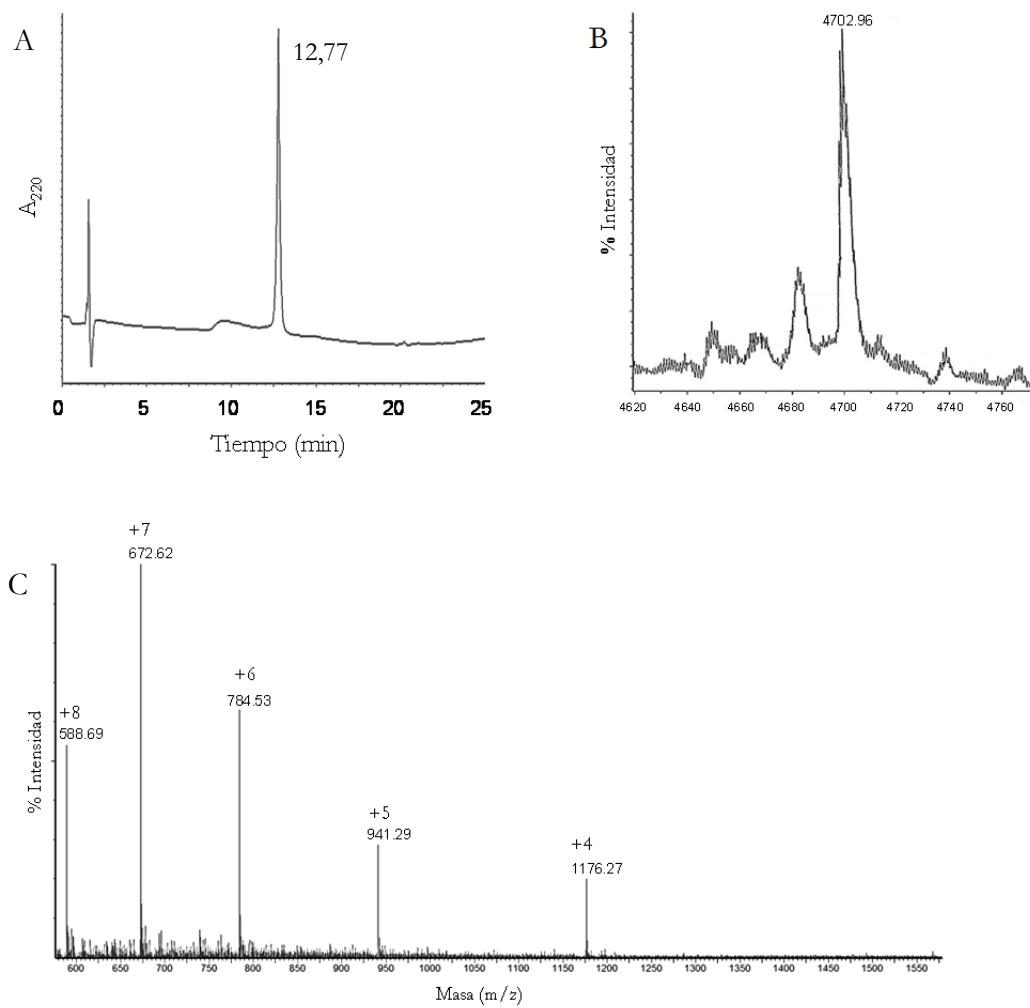 A
12,77
A220
0 5 10 15 20 25
Tiempo (min)
B
4702.96
% Intensidad
4620 4640 4660 4680 4700 4720 4740 4760
C
+7
672.62
+6
784.53
+8
588.69
+5
941.29
+4
1176.27
% Intensidad
600 650 700 750 800 850 900 950 1000 1050 1100 1150 1200 1250 1300 1350 1400 1450 1500 1550
Masa (m/z)